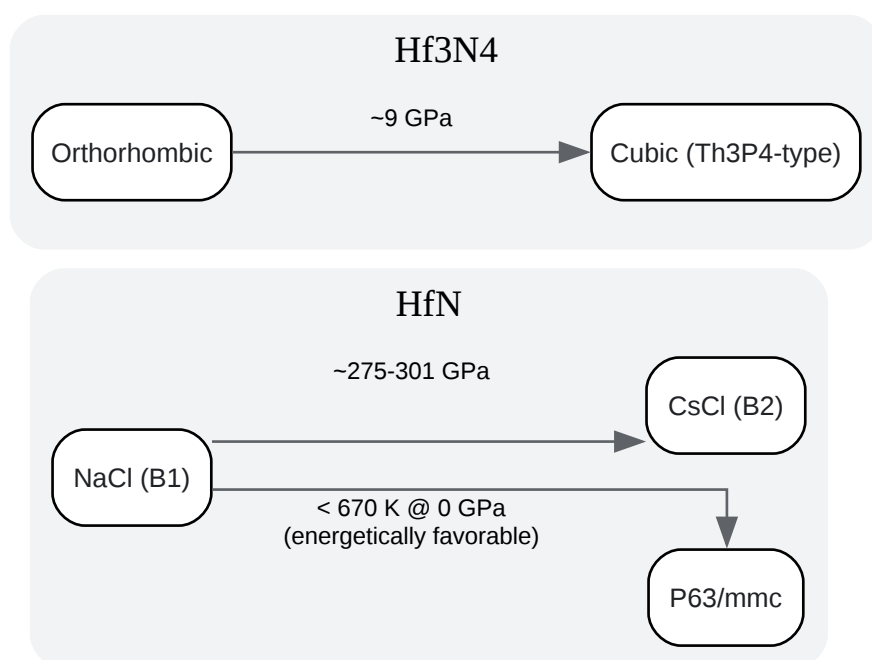 Hf3N4
~9 GPa
Orthorhombic
Cubic (Th3P4-type)
HfN
~275-301 GPa
CsCl (B2)
NaCl (B1)
< 670 K @ 0 GPa
(energetically favorable)
P63/mmc